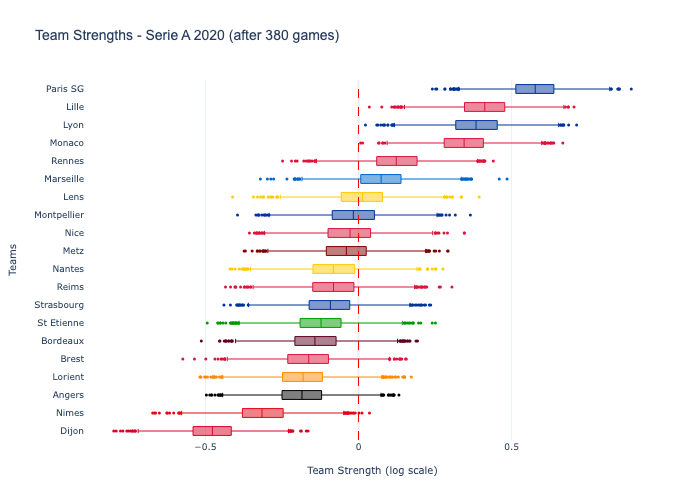 Team Strengths - Serie A 2020 (after 380 games)
Paris SG
Lille
Lyon
Monaco
Rennes
Marseille
Lens
Montpellier
Nice
Metz
Nantes
Reims
Strasbourg
St Etienne
Bordeaux
Brest
Lorient
Angers
Nimes
Dijon
Teams
−0.5 0 0.5
Team Strength (log scale)